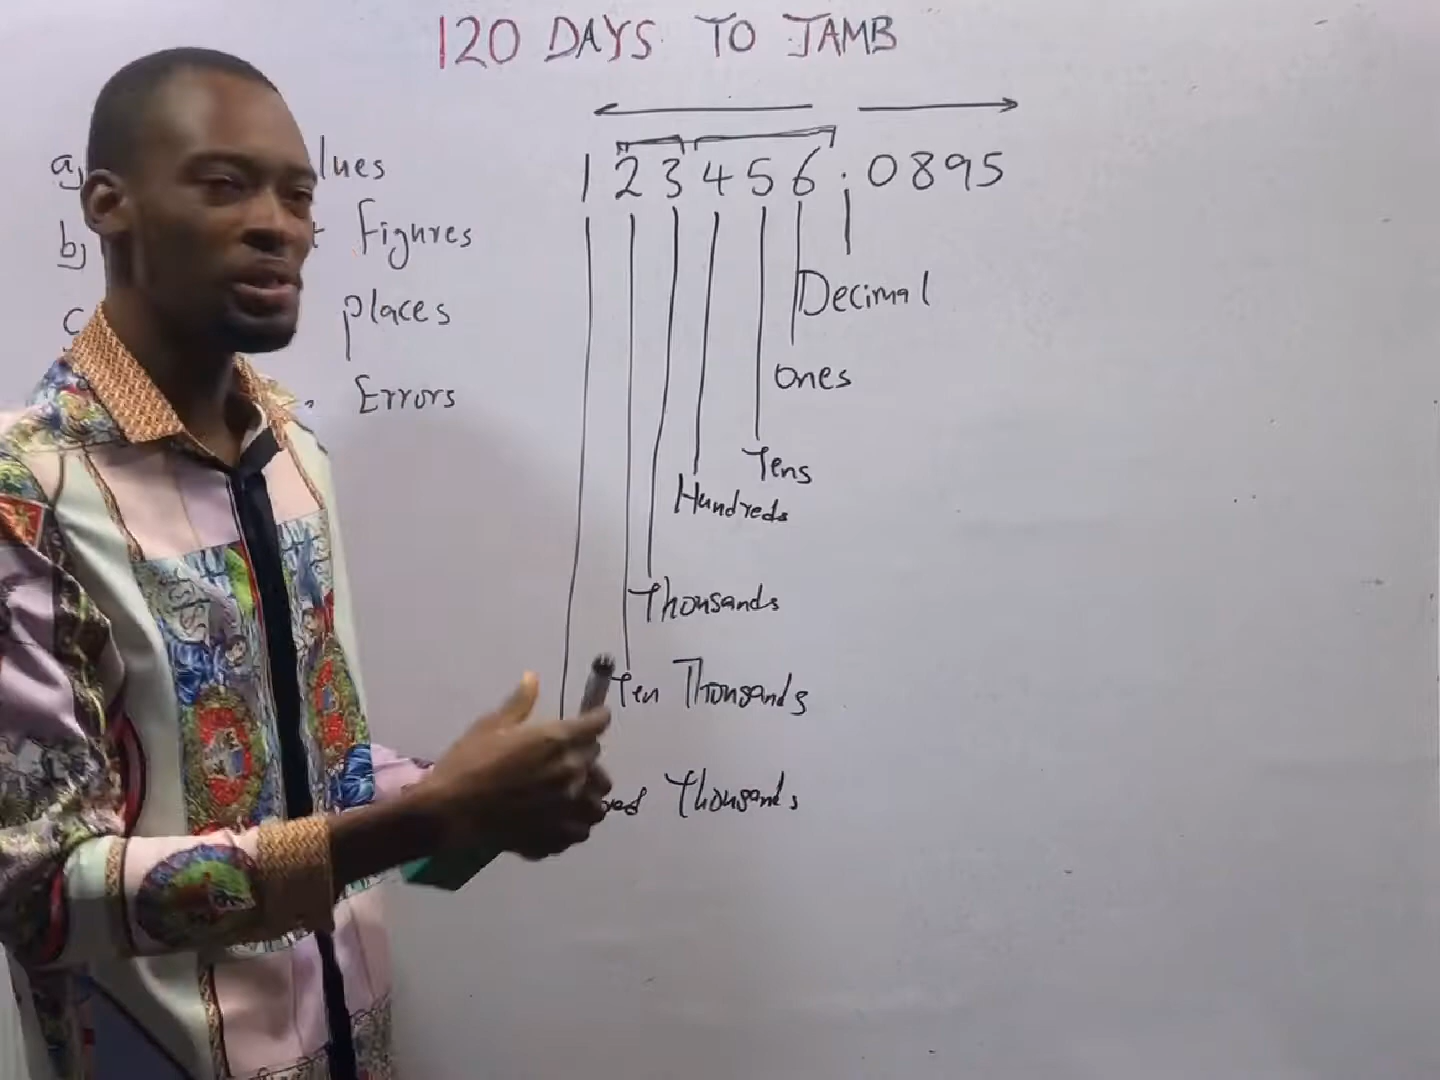 120 DAYS TO JAMB
a) lues
b) Figures
c places
Errors
123456.0895
Decimal
Ones
Tens
Hundreds
Thousands
Ten Thousands
Thousands